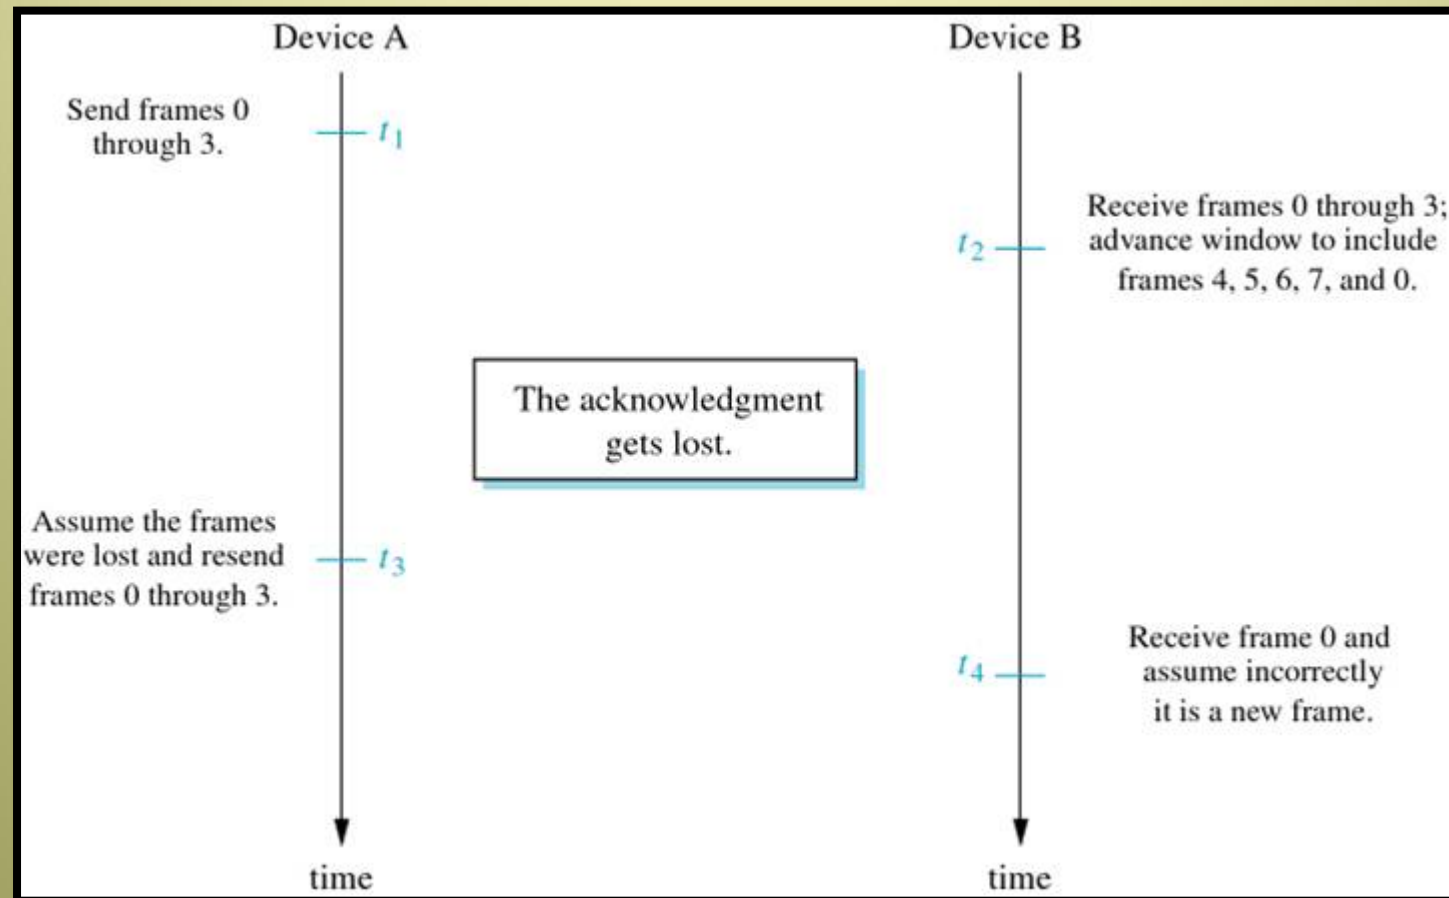 Device A
Device B
Send frames 0
through 3.
t1
Receive frames 0 through 3;
advance window to include
frames 4, 5, 6, 7, and 0.
t2
The acknowledgment
gets lost.
Assume the frames
were lost and resend
frames 0 through 3.
t3
Receive frame 0 and
assume incorrectly
it is a new frame.
t4
time
time